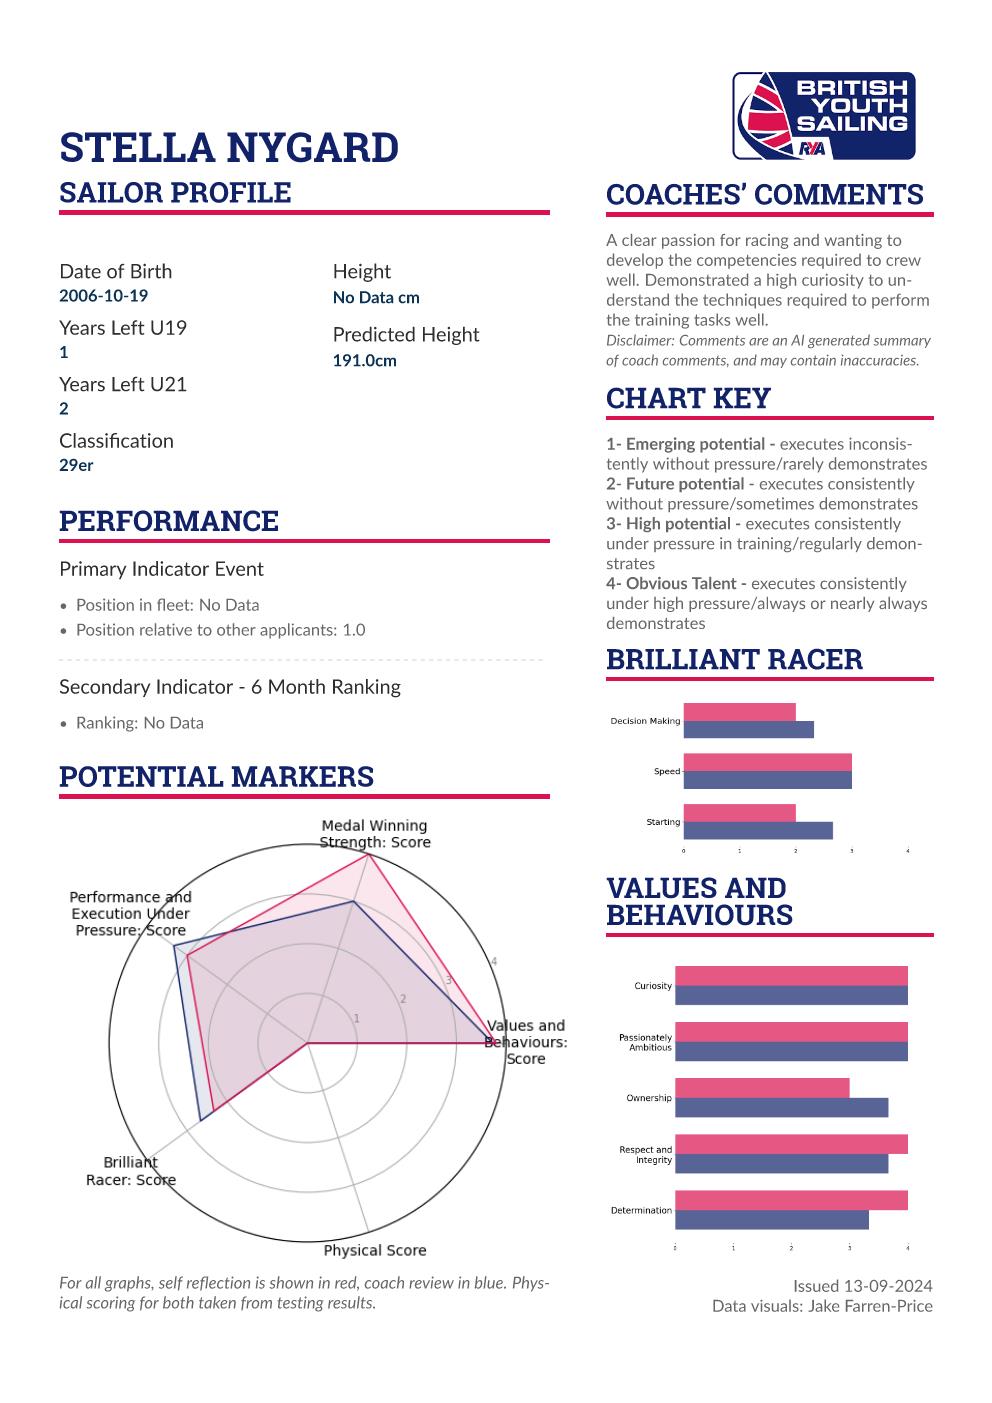 STELLA NYGARD
SAILOR PROFILE
Date of Birth
2006-10-19
Years Left U19
1
Years Left U21
2
Classification
29er
Height
No Data cm
Predicted Height
191.0cm
PERFORMANCE
Primary Indicator Event
• Position in fleet: No Data
• Position relative to other applicants: 1.0
Secondary Indicator - 6 Month Ranking
• Ranking: No Data
POTENTIAL MARKERS
Medal Winning
Strength: Score
Performance and
Execution Under
Pressure: Score
4
3
2
1
Values and
Behaviours:
Score
Brilliant
Racer: Score
Physical Score
For all graphs, self reflection is shown in red, coach review in blue. Phys-
ical scoring for both taken from testing results.
BRITISH
YOUTH
SAILING
RYA
COACHES' COMMENTS
A clear passion for racing and wanting to
develop the competencies required to crew
well. Demonstrated a high curiosity to un-
derstand the techniques required to perform
the training tasks well.
Disclaimer: Comments are an AI generated summary
of coach comments, and may contain inaccuracies.
CHART KEY
1- Emerging potential - executes inconsis-
tently without pressure/rarely demonstrates
2- Future potential - executes consistently
without pressure/sometimes demonstrates
3- High potential - executes consistently
under pressure in training/regularly demon-
strates
4- Obvious Talent - executes consistently
under high pressure/always or nearly always
demonstrates
BRILLIANT RACER
Decision Making
Speed
Starting
0 1 2 3 4
VALUES AND
BEHAVIOURS
Curiosity
Passionately
Ambitious
Ownership
Respect and
Integrity
Determination
0 1 2 3 4
Issued 13-09-2024
Data visuals: Jake Farren-Price